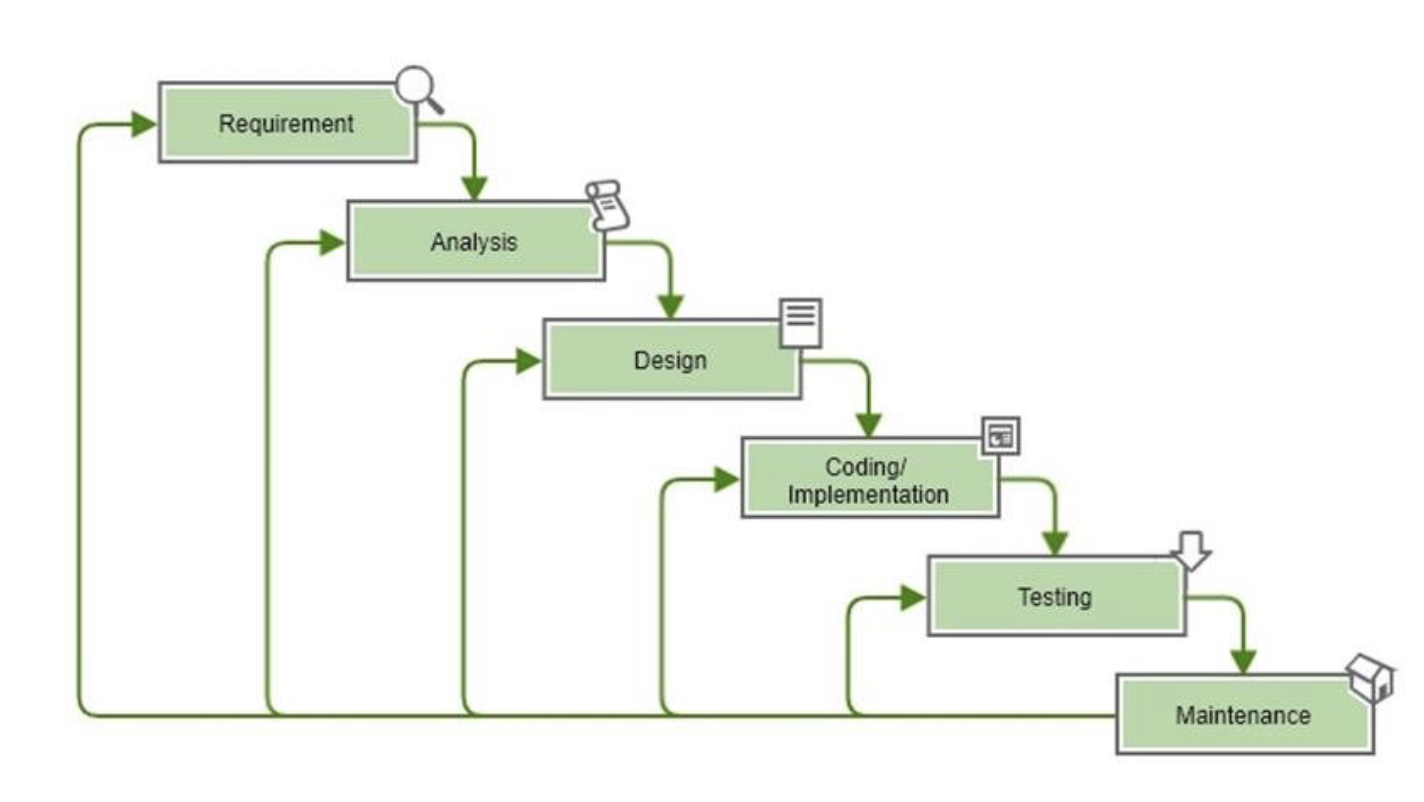 Requirement
Analysis
Design
Coding/
Implementation
Testing
Maintenance